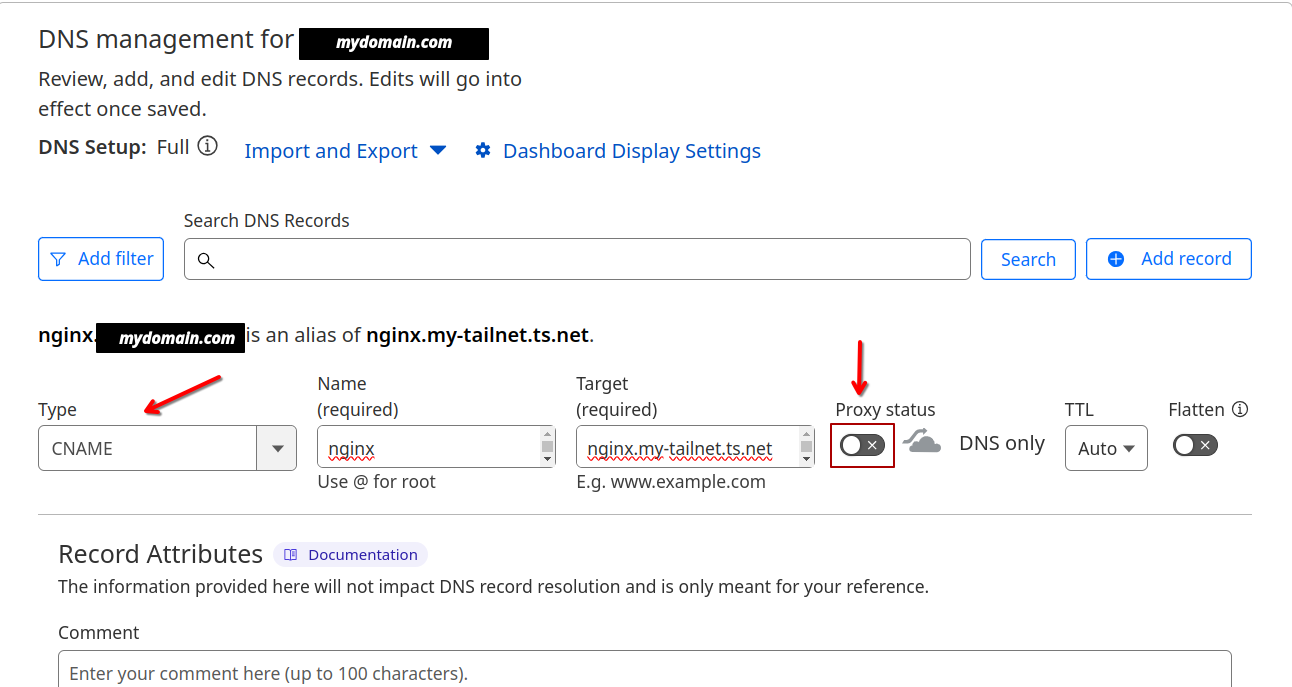 DNS management for mydomain.com
Review, add, and edit DNS records. Edits will go into
effect once saved.
DNS Setup: Full Import and Export Dashboard Display Settings
Search DNS Records
Add filter Search Add record
nginx.mydomain.com is an alias of nginx.my-tailnet.ts.net.
Name Target
Type (required) (required) Proxy status TTL Flatten
CNAME nginx nginx.my-tailnet.ts.net DNS only Auto
Use @ for root E.g. www.example.com
Record Attributes Documentation
The information provided here will not impact DNS record resolution and is only meant for your reference.
Comment
Enter your comment here (up to 100 characters).